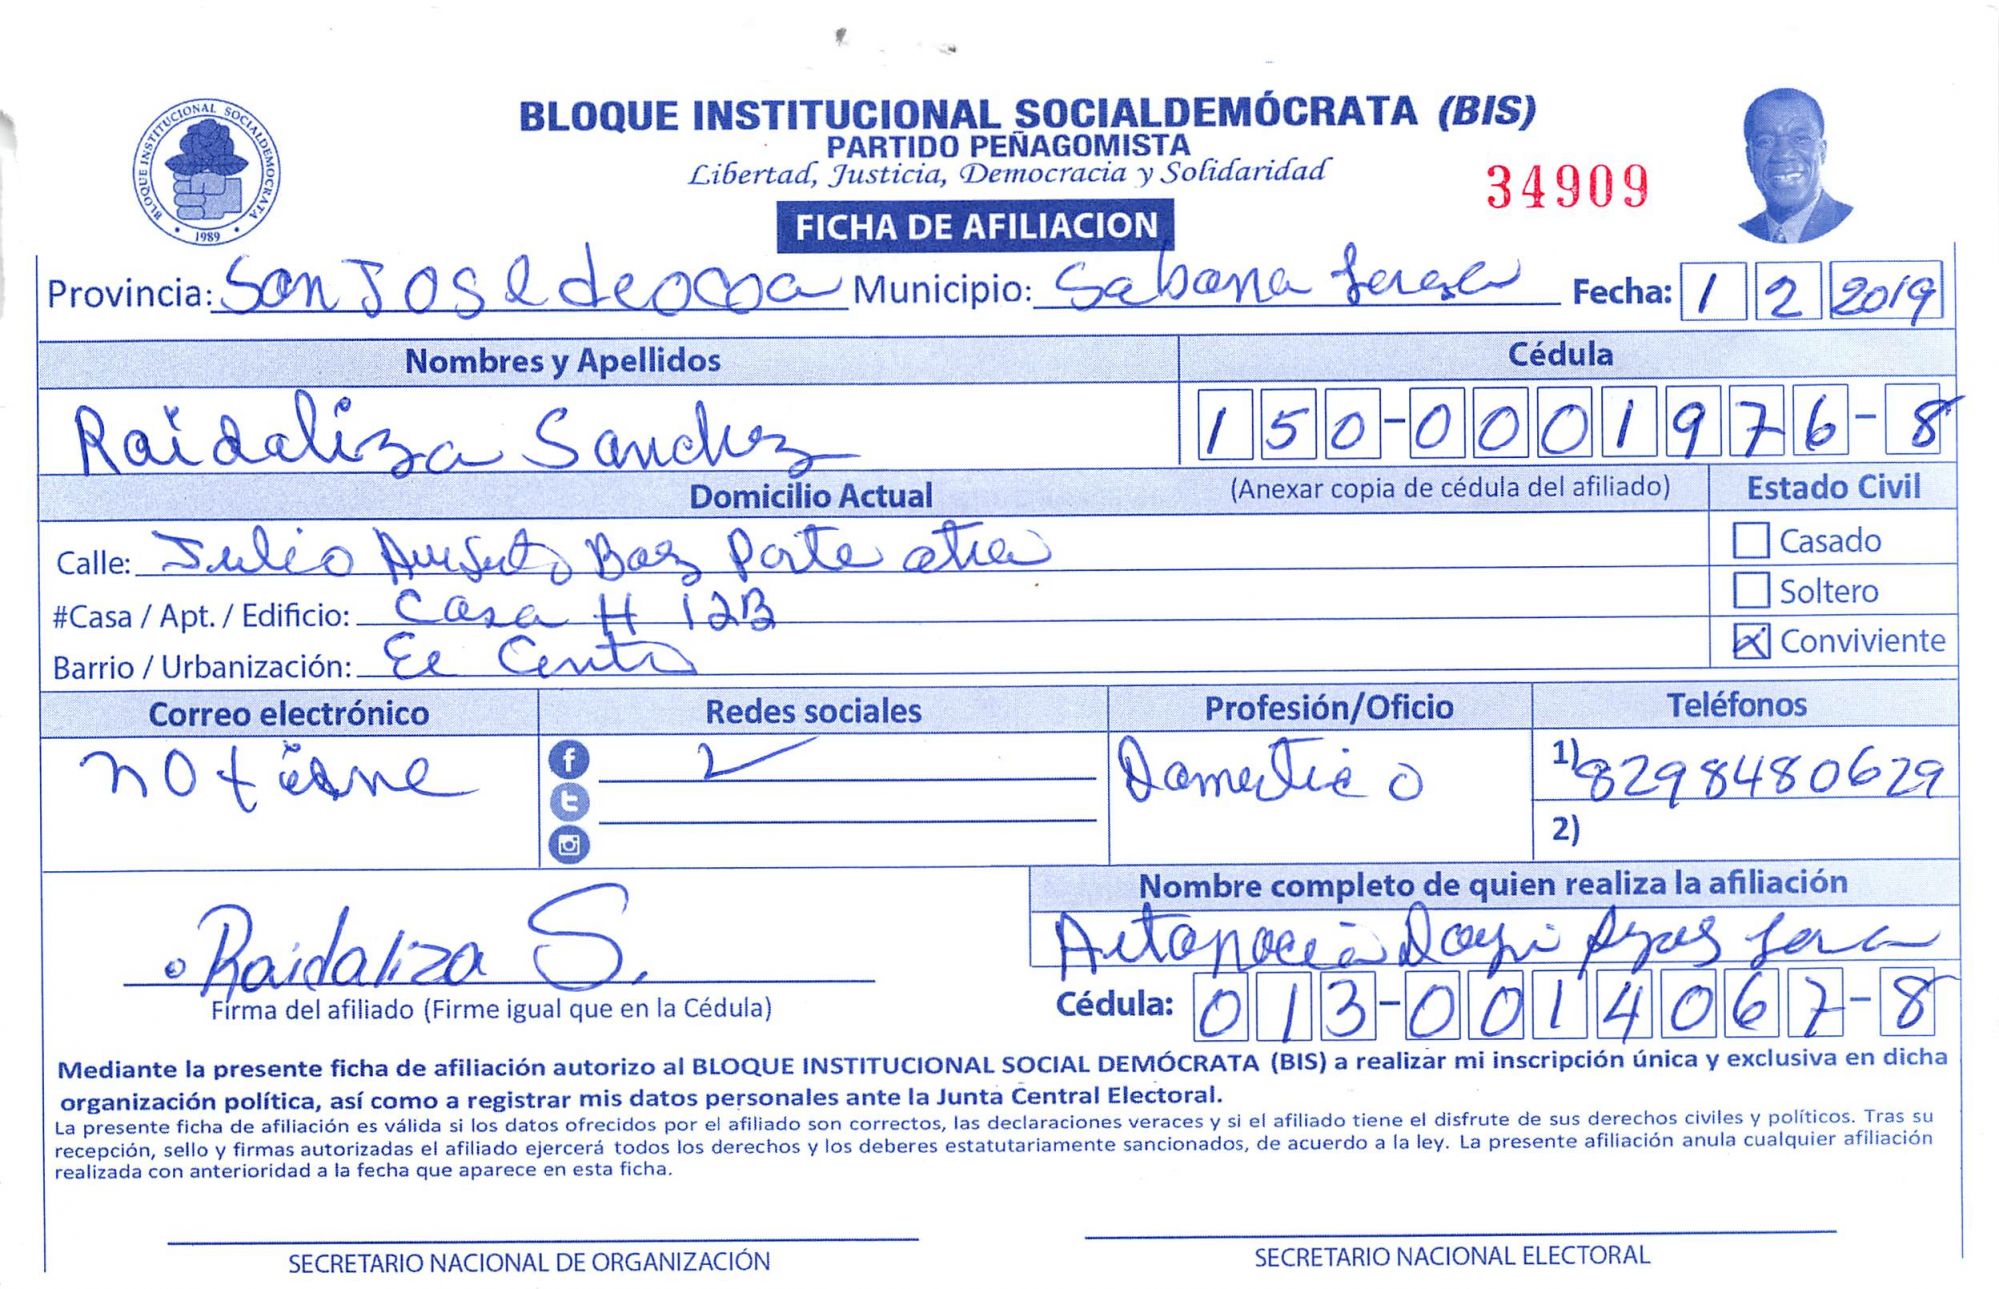 BLOQUE INSTITUCIONAL SOCIALDEMÓCRATA (BIS)
PARTIDO PEÑAGOMISTA
Libertad, Justicia, Democracia y Solidaridad
34909
BLOQUE INSTITUCIONAL SOCIALDEMOCRATA
1989
FICHA DE AFILIACION
Provincia: San Jose de ocoa Municipio: Sabana Larga Fecha: 1 2 2019
Nombres y Apellidos Cédula
Raidaliza Sanchez 150-0001976-8
Domicilio Actual (Anexar copia de cédula del afiliado) Estado Civil
Calle: Julio Baez Parte atra Casado
#Casa / Apt. / Edificio: Casa # 12B Soltero
Barrio / Urbanización: El Centro Conviviente
Correo electrónico Redes sociales Profesión/Oficio Teléfonos
no tiene Domestico 1) 8298480629
2)
Nombre completo de quien realiza la afiliación
Raidaliza S.
Firma del afiliado (Firme igual que en la Cédula) Cédula: 013-0014067-8
Mediante la presente ficha de afiliación autorizo al BLOQUE INSTITUCIONAL SOCIAL DEMÓCRATA (BIS) a realizar mi inscripción única y exclusiva en dicha
organización política, así como a registrar mis datos personales ante la Junta Central Electoral.
La presente ficha de afiliación es válida si los datos ofrecidos por el afiliado son correctos, las declaraciones veraces y si el afiliado tiene el disfrute de sus derechos civiles y políticos. Tras su
recepción, sello y firmas autorizadas el afiliado ejercerá todos los derechos y los deberes estatutariamente sancionados, de acuerdo a la ley. La presente afiliación anula cualquier afiliación
realizada con anterioridad a la fecha que aparece en esta ficha.
SECRETARIO NACIONAL DE ORGANIZACIÓN SECRETARIO NACIONAL ELECTORAL